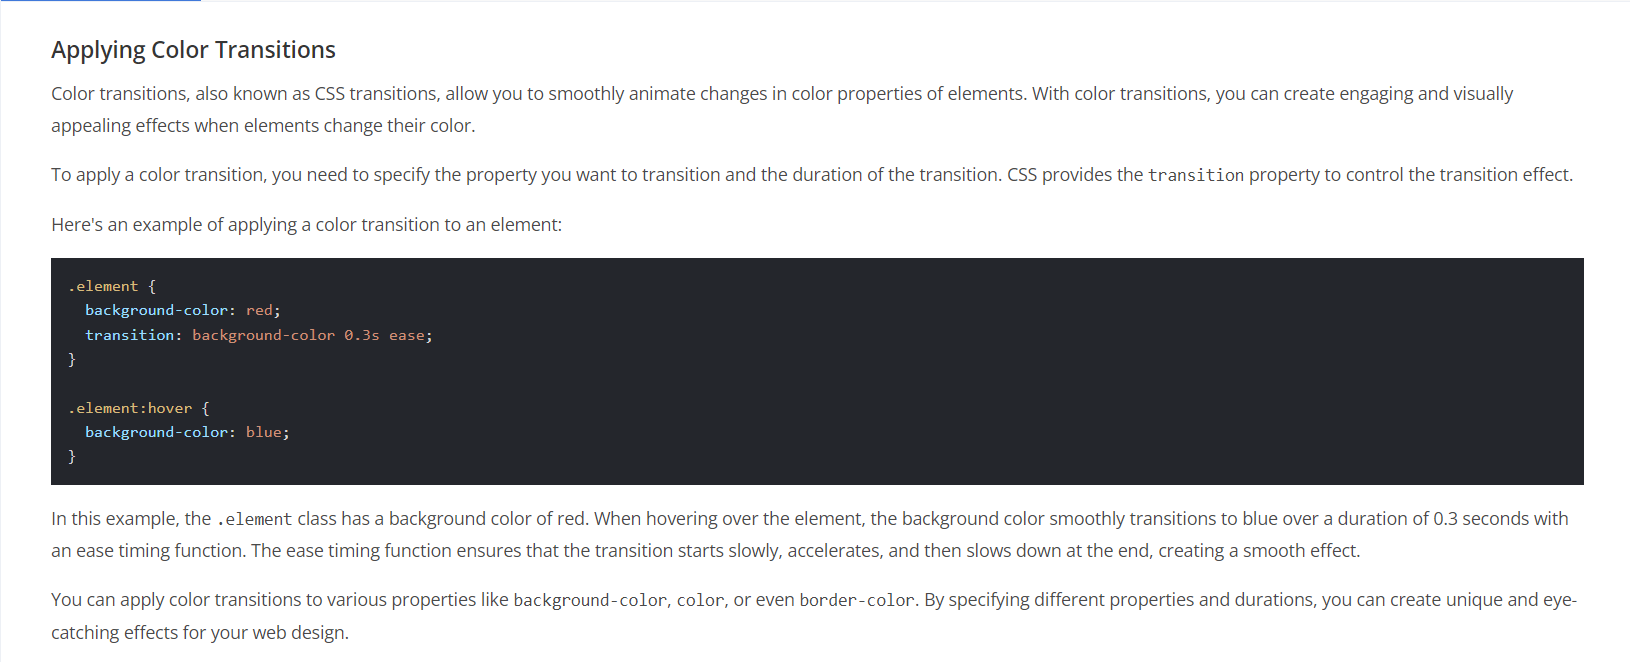 Applying Color Transitions
Color transitions, also known as CSS transitions, allow you to smoothly animate changes in color properties of elements. With color transitions, you can create engaging and visually
appealing effects when elements change their color.
To apply a color transition, you need to specify the property you want to transition and the duration of the transition. CSS provides the transition property to control the transition effect.
Here's an example of applying a color transition to an element:
.element {
  background-color: red;
  transition: background-color 0.3s ease;
}
.element:hover {
  background-color: blue;
}
In this example, the .element class has a background color of red. When hovering over the element, the background color smoothly transitions to blue over a duration of 0.3 seconds with
an ease timing function. The ease timing function ensures that the transition starts slowly, accelerates, and then slows down at the end, creating a smooth effect.
You can apply color transitions to various properties like background-color, color, or even border-color. By specifying different properties and durations, you can create unique and eye-
catching effects for your web design.